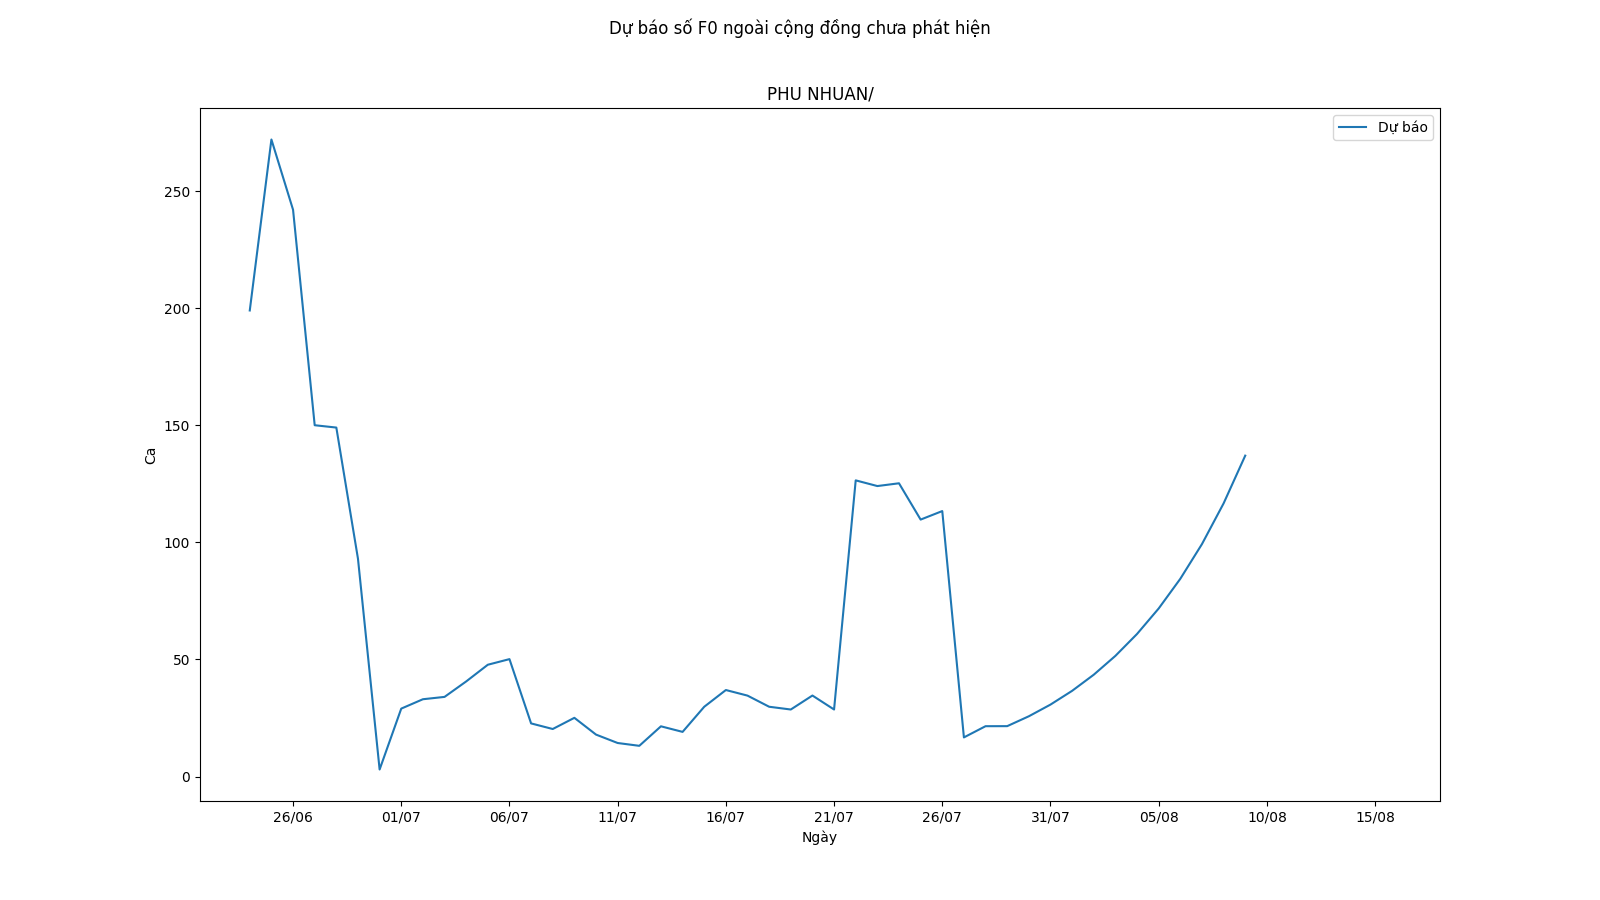 Dự báo số F0 ngoài cộng đồng chưa phát hiện
PHU NHUAN/
Dự báo
250
200
150
100
50
0
Ca
26/06 01/07 06/07 11/07 16/07 21/07 26/07 31/07 05/08 10/08 15/08
Ngày